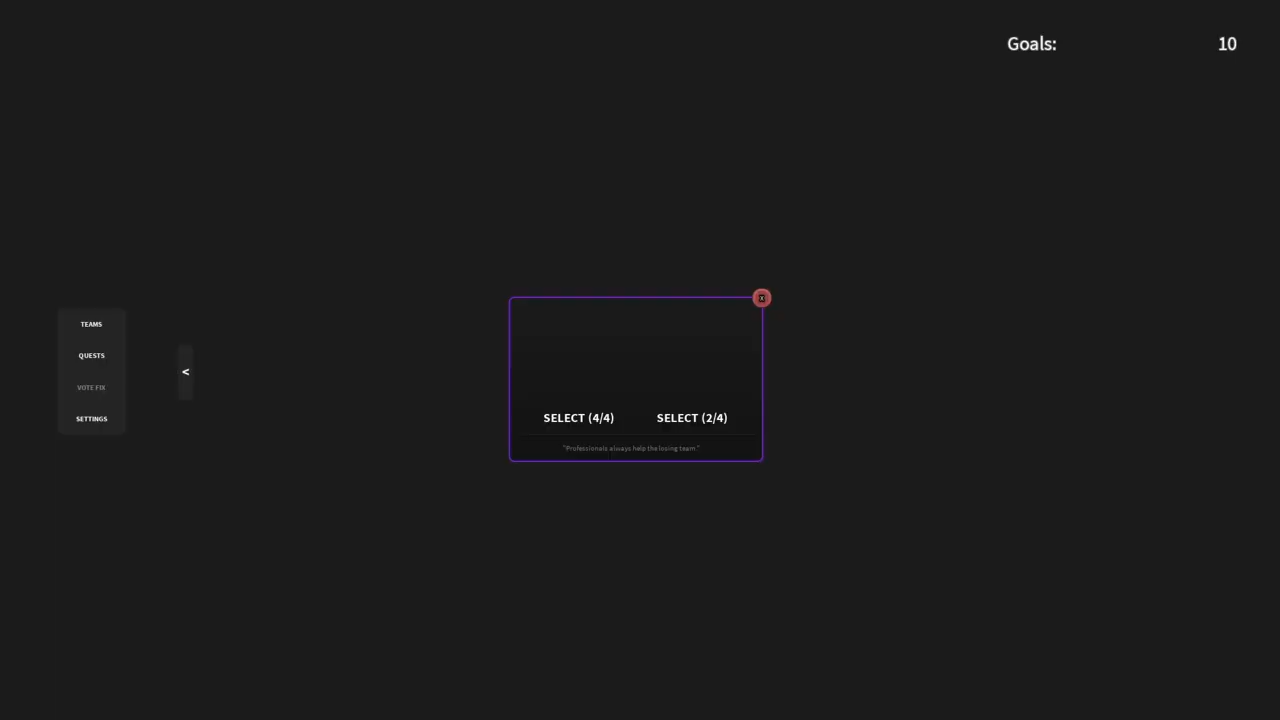 Goals: 10
TEAMS
QUESTS
VOTE FIX
SETTINGS
<
X
SELECT (4/4) SELECT (2/4)
"Professionals always help the losing team."